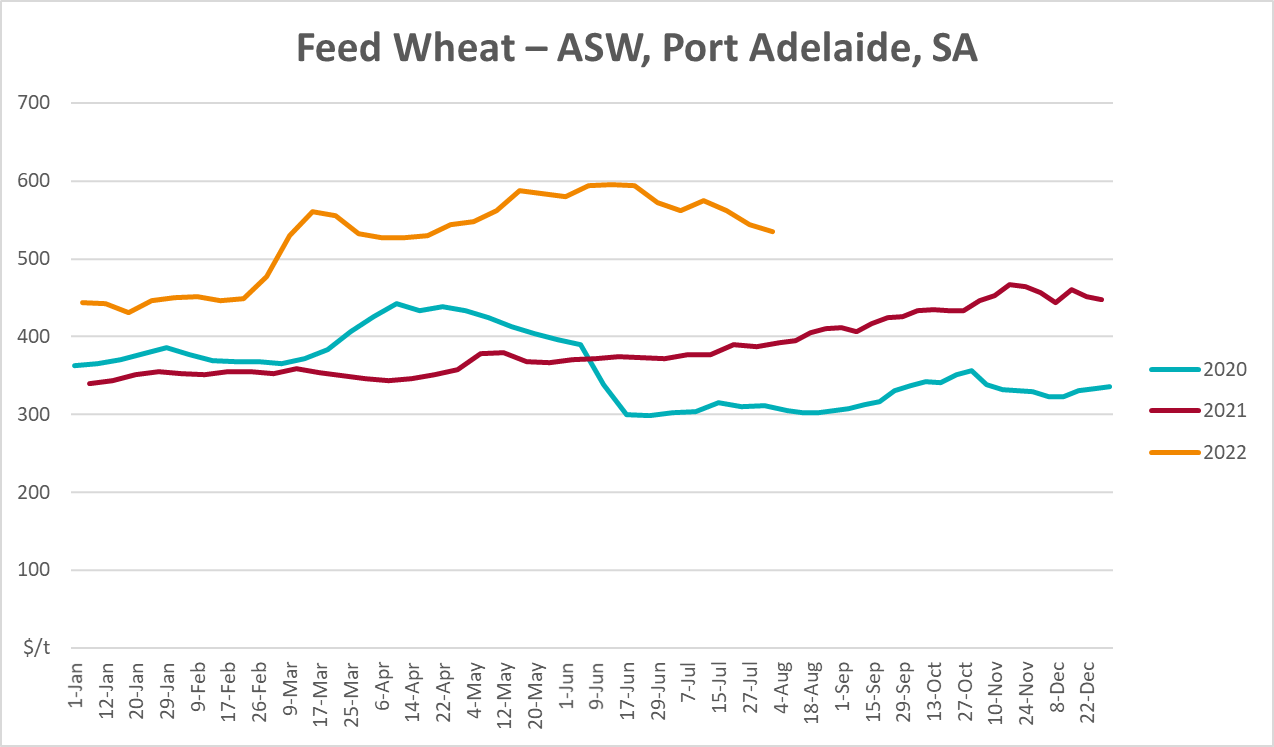 Feed Wheat – ASW, Port Adelaide, SA
700
600
500
400
300
200
100
$/t
1-Jan
12-Jan
20-Jan
29-Jan
9-Feb
17-Feb
26-Feb
9-Mar
17-Mar
25-Mar
6-Apr
14-Apr
22-Apr
4-May
12-May
20-May
1-Jun
9-Jun
17-Jun
29-Jun
7-Jul
15-Jul
27-Jul
4-Aug
18-Aug
1-Sep
15-Sep
29-Sep
13-Oct
27-Oct
10-Nov
24-Nov
8-Dec
22-Dec
2020
2021
2022